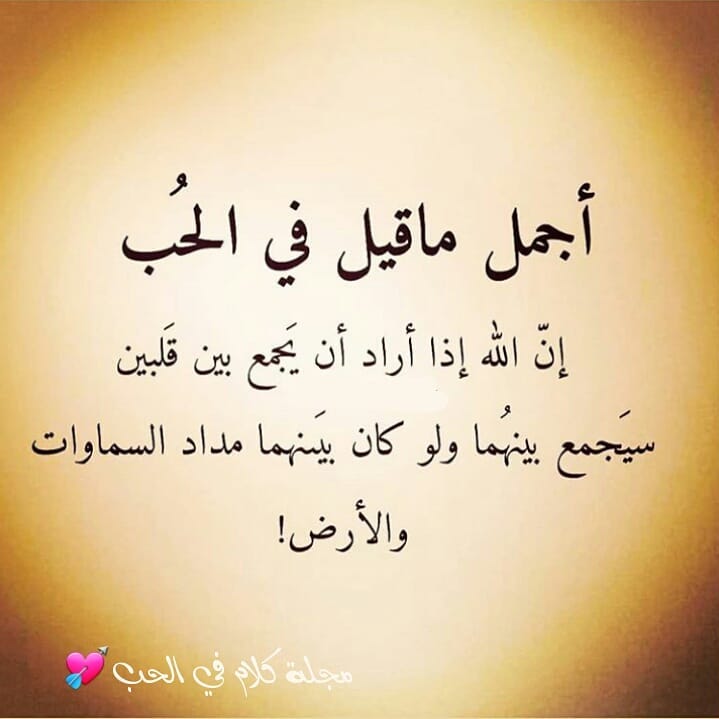 أجمل ماقيل في الحُب
إنّ الله إذا أراد أن يَجمع بين قَلبين
سيَجمع بينهُما ولو كان بيَنهما مداد السماوات
والأرض!
مجلة كلام في الحب 💘